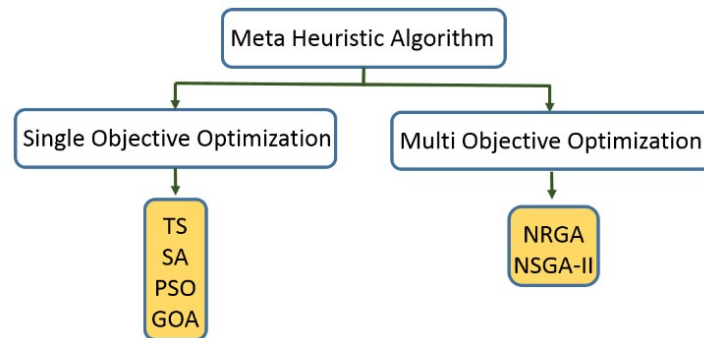 Meta Heuristic Algorithm
Single Objective Optimization
Multi Objective Optimization
TS
SA
PSO
GOA
NRGA
NSGA-II